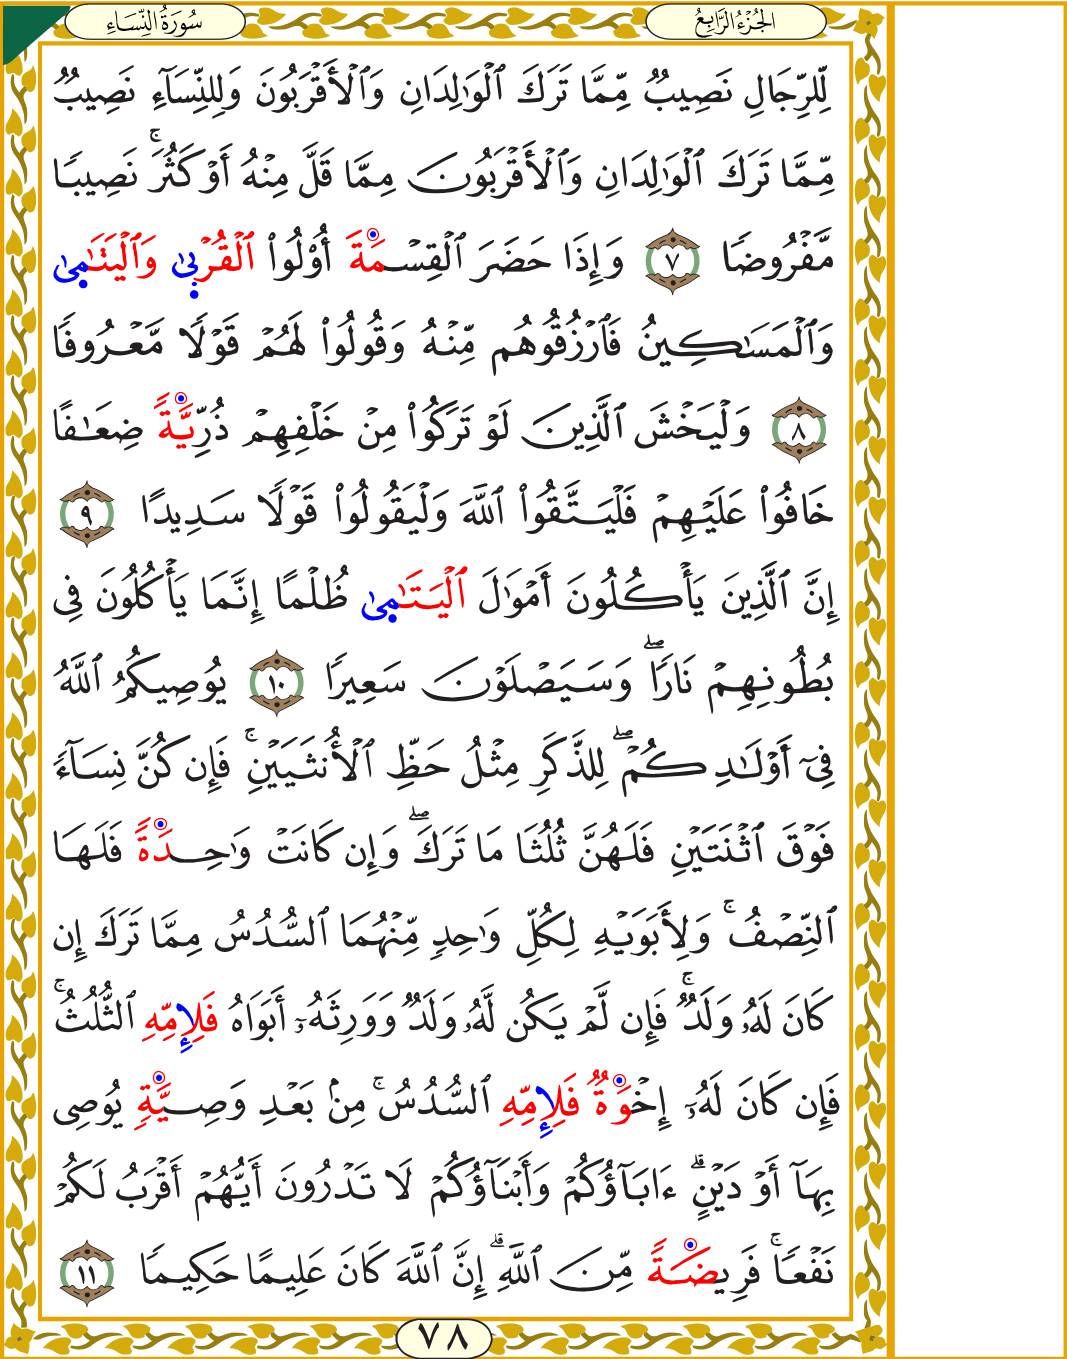 الجُزْءُ الرَّابِعُ
سُورَةُ النِّسَاءِ
لِّلرِّجَالِ نَصِيبٌ مِّمَّا تَرَكَ ٱلْوَٰلِدَانِ وَٱلْأَقْرَبُونَ وَلِلنِّسَآءِ نَصِيبٌ
مِّمَّا تَرَكَ ٱلْوَٰلِدَانِ وَٱلْأَقْرَبُونَ مِمَّا قَلَّ مِنْهُ أَوْ كَثُرَ ۚ نَصِيبًا
مَّفْرُوضًا ٧ وَإِذَا حَضَرَ ٱلْقِسْمَةَ أُو۟لُوا۟ ٱلْقُرْبَىٰ وَٱلْيَتَٰمَىٰ
وَٱلْمَسَٰكِينُ فَٱرْزُقُوهُم مِّنْهُ وَقُولُوا۟ لَهُمْ قَوْلًا مَّعْرُوفًا
٨ وَلْيَخْشَ ٱلَّذِينَ لَوْ تَرَكُوا۟ مِنْ خَلْفِهِمْ ذُرِّيَّةً ضِعَٰفًا
خَافُوا۟ عَلَيْهِمْ فَلْيَتَّقُوا۟ ٱللَّهَ وَلْيَقُولُوا۟ قَوْلًا سَدِيدًا ٩
إِنَّ ٱلَّذِينَ يَأْكُلُونَ أَمْوَٰلَ ٱلْيَتَٰمَىٰ ظُلْمًا إِنَّمَا يَأْكُلُونَ فِى
بُطُونِهِمْ نَارًا ۖ وَسَيَصْلَوْنَ سَعِيرًا ١٠ يُوصِيكُمُ ٱللَّهُ
فِىٓ أَوْلَٰدِكُمْ ۖ لِلذَّكَرِ مِثْلُ حَظِّ ٱلْأُنثَيَيْنِ ۚ فَإِن كُنَّ نِسَآءً
فَوْقَ ٱثْنَتَيْنِ فَلَهُنَّ ثُلُثَا مَا تَرَكَ ۖ وَإِن كَانَتْ وَٰحِدَةً فَلَهَا
ٱلنِّصْفُ ۚ وَلِأَبَوَيْهِ لِكُلِّ وَٰحِدٍ مِّنْهُمَا ٱلسُّدُسُ مِمَّا تَرَكَ إِن
كَانَ لَهُۥ وَلَدٌ ۚ فَإِن لَّمْ يَكُن لَّهُۥ وَلَدٌ وَوَرِثَهُۥٓ أَبَوَاهُ فَلِإِمِّهِ ٱلثُّلُثُ ۚ
فَإِن كَانَ لَهُۥٓ إِخْوَةٌ فَلِإِمِّهِ ٱلسُّدُسُ ۚ مِنۢ بَعْدِ وَصِيَّةٍ يُوصِى
بِهَآ أَوْ دَيْنٍ ۗ ءَابَآؤُكُمْ وَأَبْنَآؤُكُمْ لَا تَدْرُونَ أَيُّهُمْ أَقْرَبُ لَكُمْ
نَفْعًا ۚ فَرِيضَةً مِّنَ ٱللَّهِ ۗ إِنَّ ٱللَّهَ كَانَ عَلِيمًا حَكِيمًا ١١
٧٨